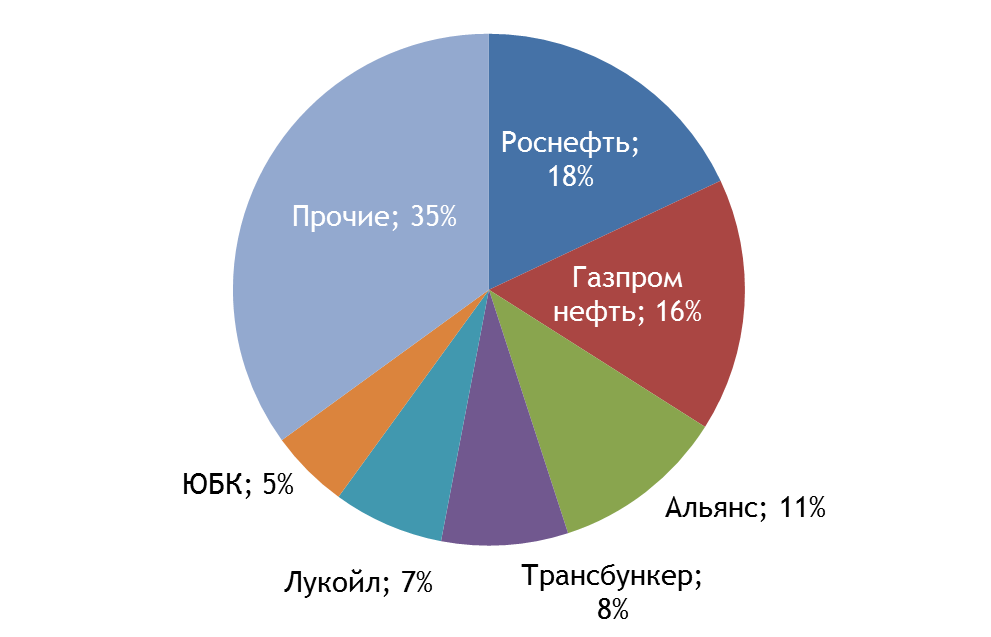 Роснефть;
18%
Прочие; 35%
Газпром
нефть; 16%
ЮБК; 5%
Альянс; 11%
Лукойл; 7%
Трансбункер;
8%